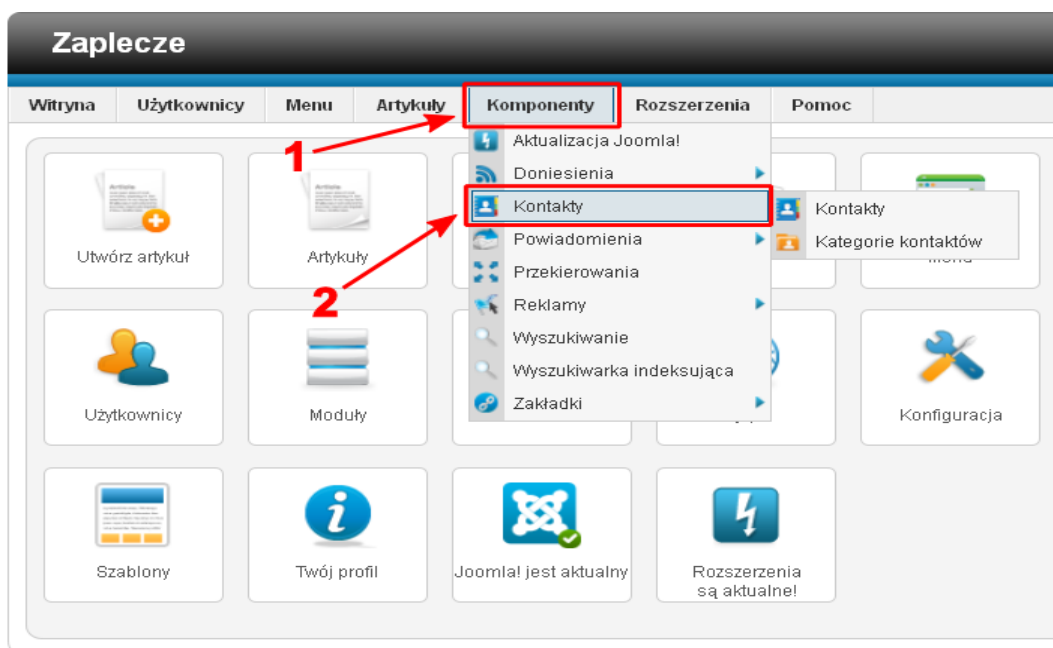 Zaplecze
Witryna Użytkownicy Menu Artykuły Komponenty Rozszerzenia Pomoc
1
Aktualizacja Joomla!
Doniesienia
Kontakty
Powiadomienia
Przekierowania
Reklamy
Wyszukiwanie
Wyszukiwarka indeksująca
Zakładki
Kontakty
Kategorie kontaktów
2
Utwórz artykuł
Artykuły
Użytkownicy
Moduły
Konfiguracja
Szablony
Twój profil
Joomla! jest aktualny
Rozszerzenia
są aktualne!